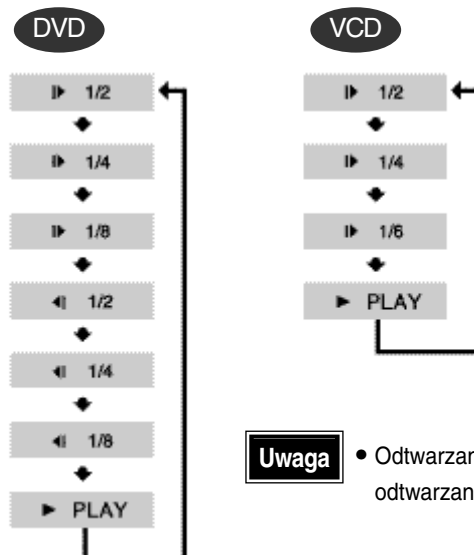 DVD
1/2
1/4
1/8
1/2
1/4
1/8
PLAY
VCD
1/2
1/4
1/6
PLAY
Uwaga
• Odtwarzan
odtwarzan